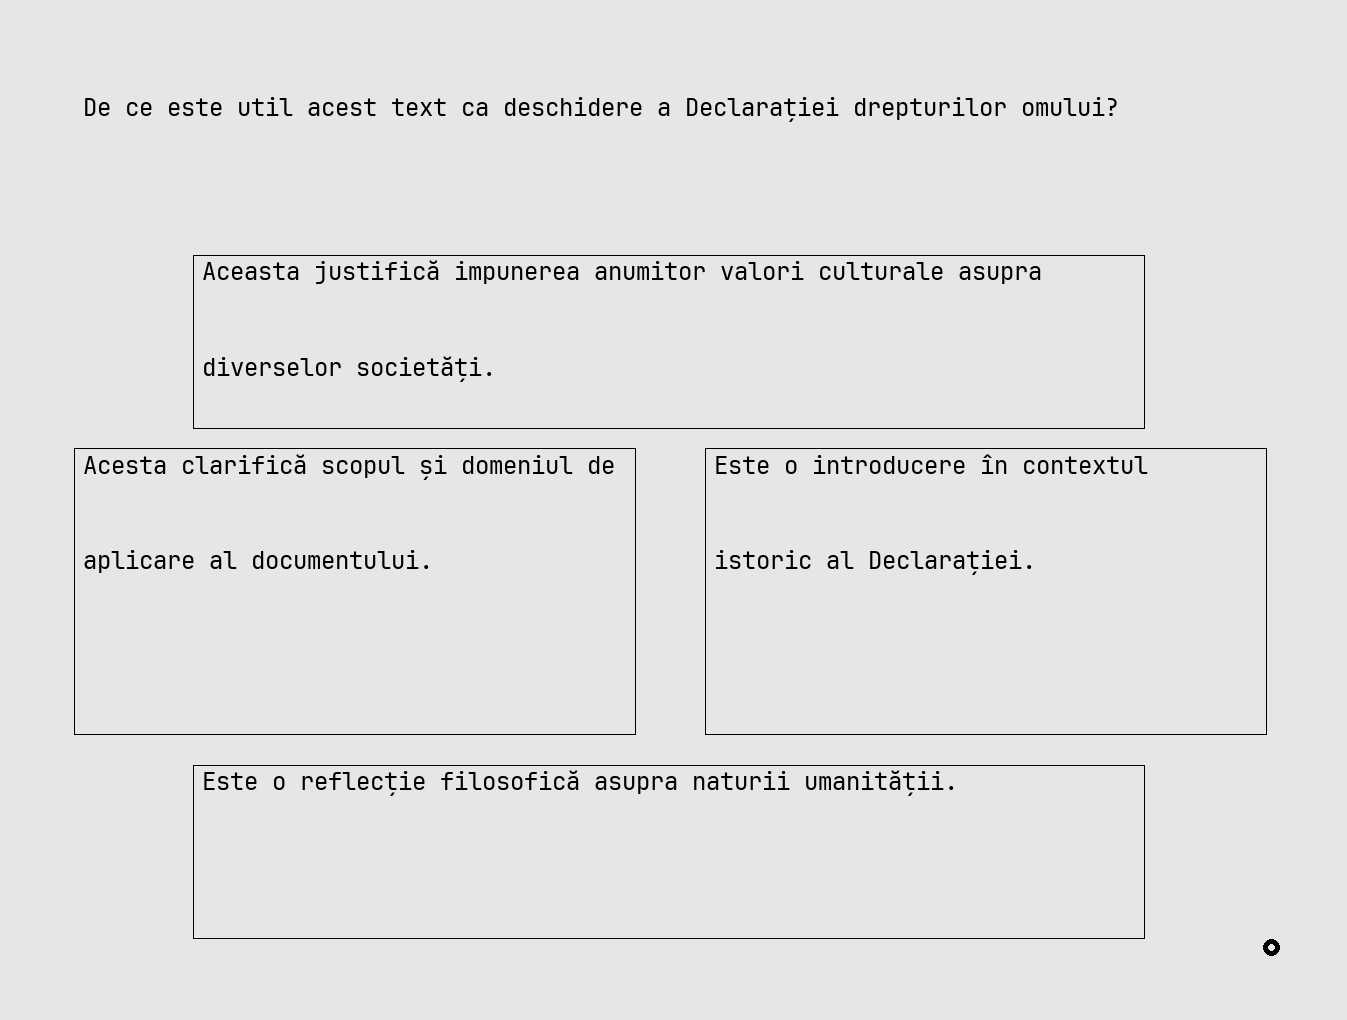 De ce este util acest text ca deschidere a Declarației drepturilor omului?
Aceasta justifică impunerea anumitor valori culturale asupra
diverselor societăți.
Acesta clarifică scopul și domeniul de
aplicare al documentului.
Este o introducere în contextul
istoric al Declarației.
Este o reflecție filosofică asupra naturii umanității.